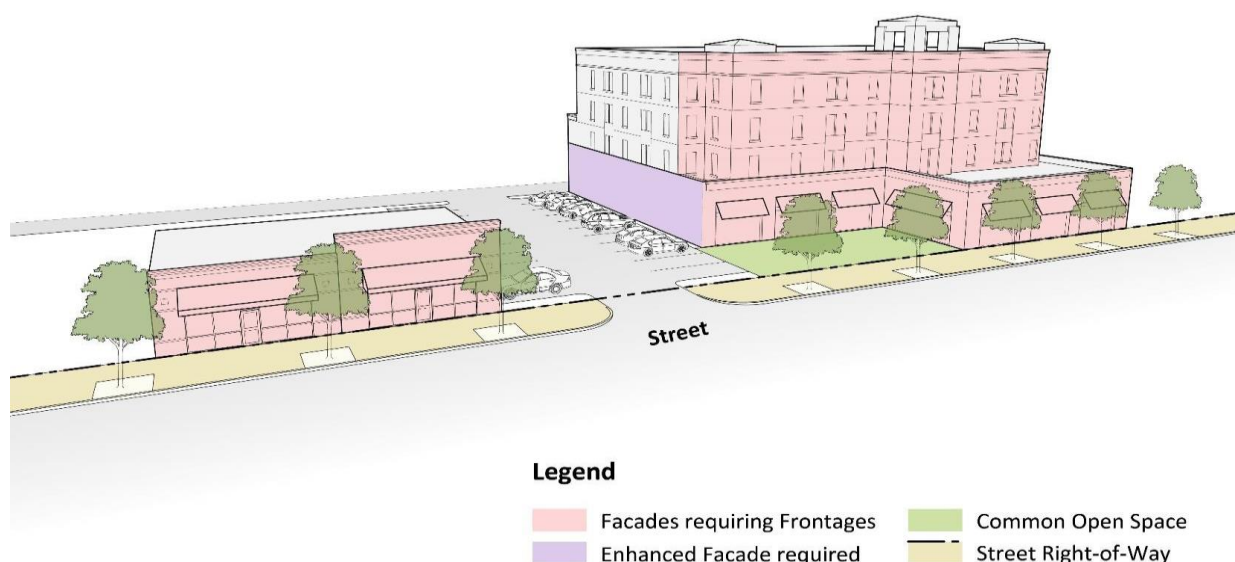 Street
Legend
Facades requiring Frontages
Common Open Space
Enhanced Facade required
Street Right-of-Way